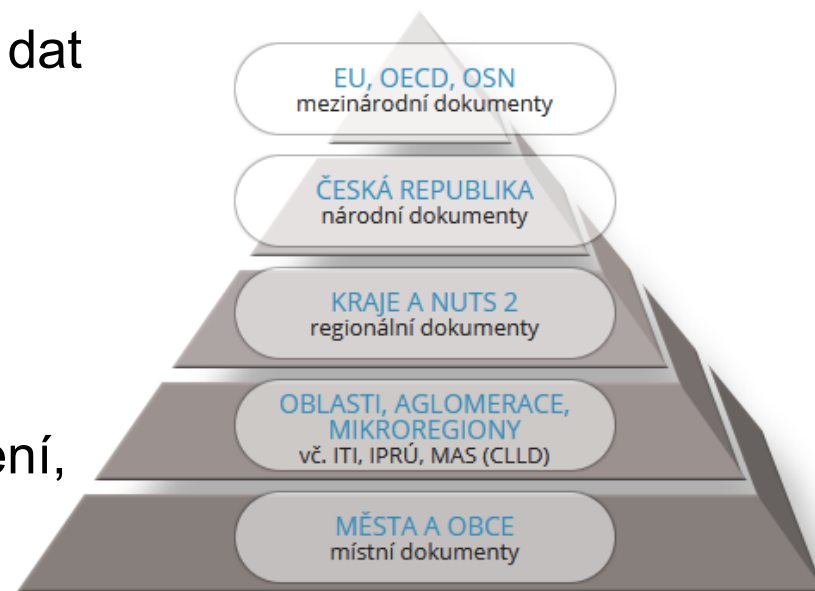 dat
EU, OECD, OSN
mezinárodní dokumenty
ČESKÁ REPUBLIKA
národní dokumenty
KRAJE A NUTS 2
regionální dokumenty
OBLASTI, AGLOMERACE,
MIKROREGIONY
vč. ITI, IPRÚ, MAS (CLLD)
ení,
MĚSTA A OBCE
místní dokumenty